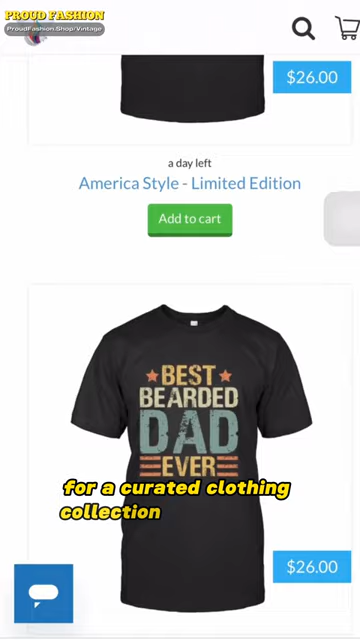 PROUD FASHION
ProudFashion.Shop/Vintage
$26.00
a day left
America Style - Limited Edition
Add to cart
BEST
BEARDED
DAD
EVER
for a curated clothing
collection
$26.00